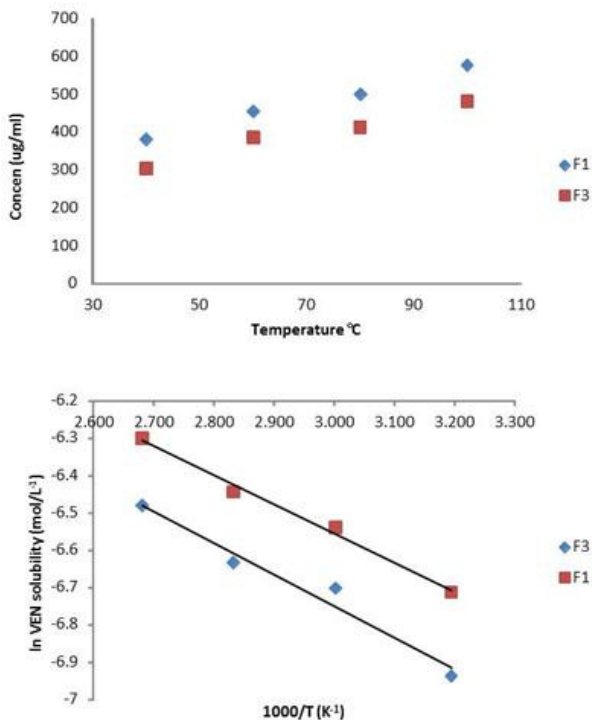 700
600
500
400
300
200
100
0
Concen (ug/ml)
30 50 70 90 110
Temperature °C
F1
F3
-6.2
2.600 2.700 2.800 2.900 3.000 3.100 3.200 3.300
-6.3
-6.4
-6.5
-6.6
-6.7
-6.8
-6.9
-7
ln VEN solubility (mol/L⁻¹)
1000/T (K⁻¹)
F3
F1